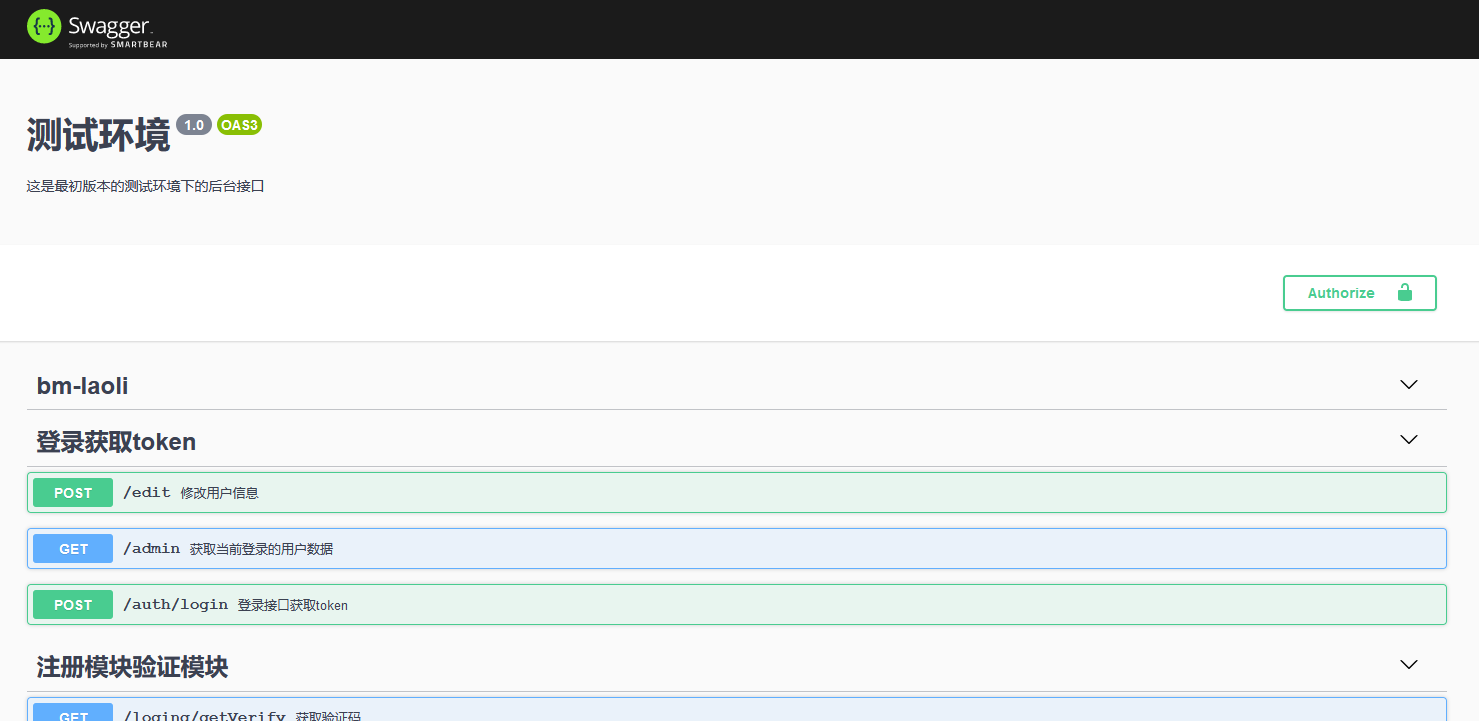 Swagger.
Supported by SMARTBEAR
测试环境 1.0 OAS3
这是最初版本的测试环境下的后台接口
Authorize
bm-laoli
登录获取token
POST /edit 修改用户信息
GET /admin 获取当前登录的用户数据
POST /auth/login 登录接口获取token
注册模块验证模块
GET /loging/getVerify 获取验证码